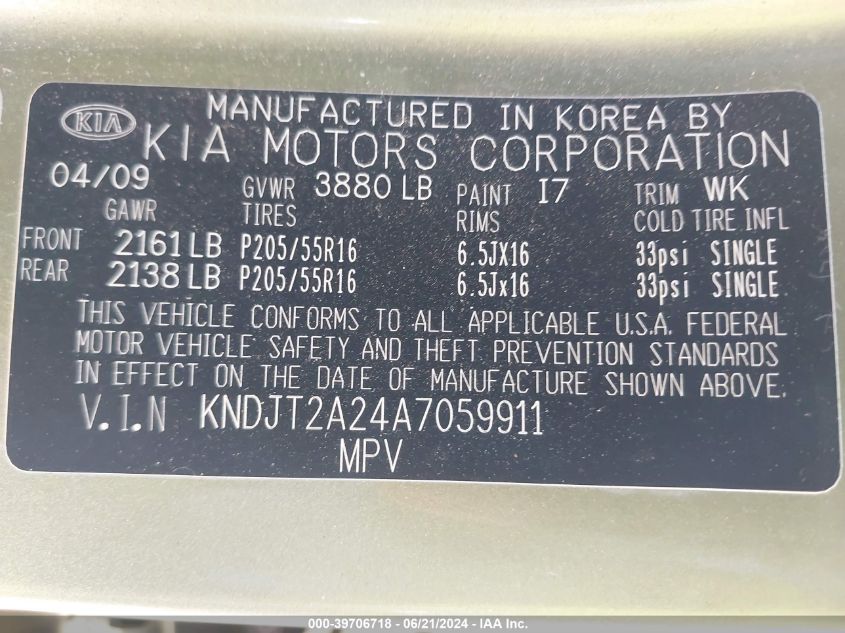 KIA
MANUFACTURED IN KOREA BY
KIA MOTORS CORPORATION
04/09 GVWR 3880 LB PAINT I7 TRIM WK
GAWR TIRES RIMS COLD TIRE INFL
FRONT 2161 LB P205/55R16 6.5JX16 33psi SINGLE
REAR 2138 LB P205/55R16 6.5Jx16 33psi SINGLE
THIS VEHICLE CONFORMS TO ALL APPLICABLE U.S.A. FEDERAL
MOTOR VEHICLE SAFETY AND THEFT PREVENTION STANDARDS
IN EFFECT ON THE DATE OF MANUFACTURE SHOWN ABOVE.
V.I.N KNDJT2A24A7059911
MPV
000-39706718 - 06/21/2024 - IAA Inc.